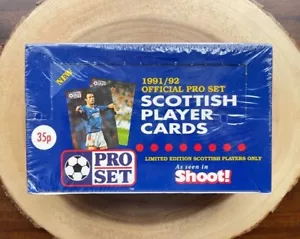 NEW
1991/92
OFFICIAL PRO SET
SCOTTISH
PLAYER
CARDS
35p
LIMITED EDITION SCOTTISH PLAYERS ONLY
PRO
SET
As seen in
Shoot!